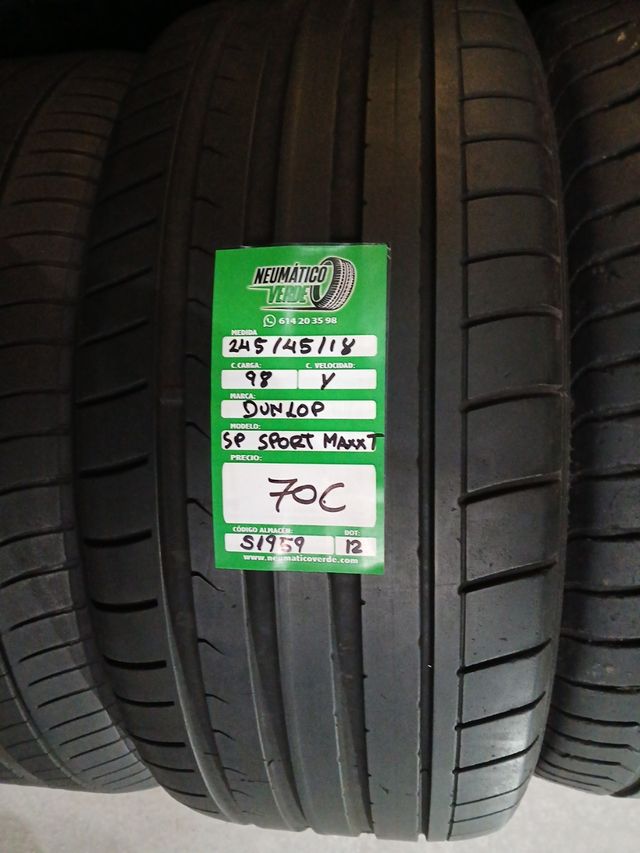 NEUMÁTICO
VERDE
614 20 35 98
MEDIDA
245/45/18
C.CARGA: C. VELOCIDAD:
98 Y
MARCA:
DUNLOP
MODELO:
SP SPORT MAXXT
PRECIO:
70€
CÓDIGO ALMACÉN: DOT:
S1959 12
www.neumaticoverde.com